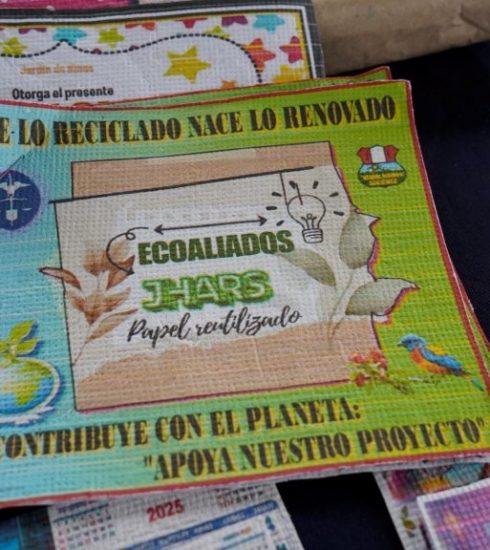 Jardín de Niños
Otorga el presente
E LO RECICLADO NACE LO RENOVADO
ECOALIADOS
JHARS
Papel reutilizado
CONTRIBUYE CON EL PLANETA:
"APOYA NUESTRO PROYECTO"
2025